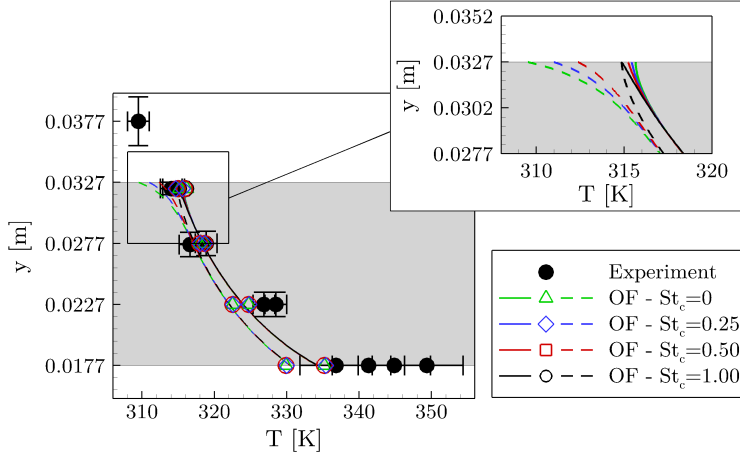 0.0352
0.0327
0.0302
0.0277
310 315 320
T [K]
y [m]
0.0377
0.0327
0.0277
0.0227
0.0177
310 320 330 340 350
T [K]
y [m]
Experiment
OF - St_c=0
OF - St_c=0.25
OF - St_c=0.50
OF - St_c=1.00